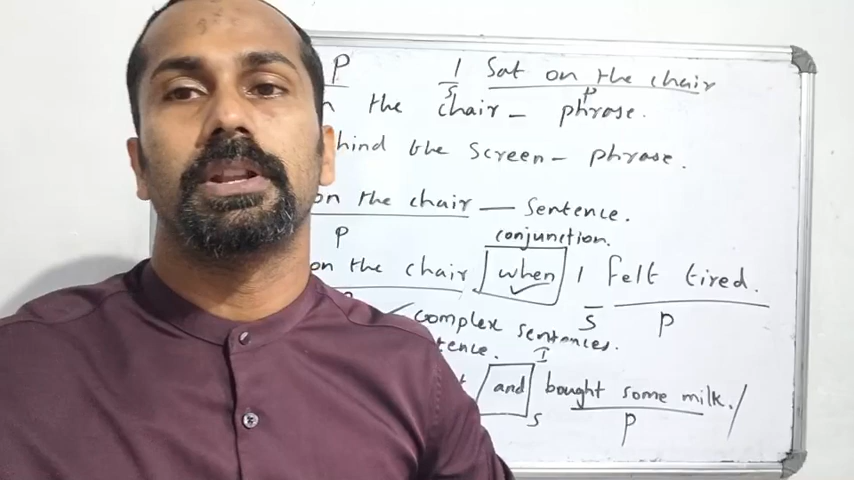 P I Sat on the chair
S P
the chair - phrase.
hind the screen - phrase.
on the chair — Sentence.
P conjunction.
on the chair. when I felt tired.
S P
✓ complex sentences.
tence. I
and bought some milk.
S P